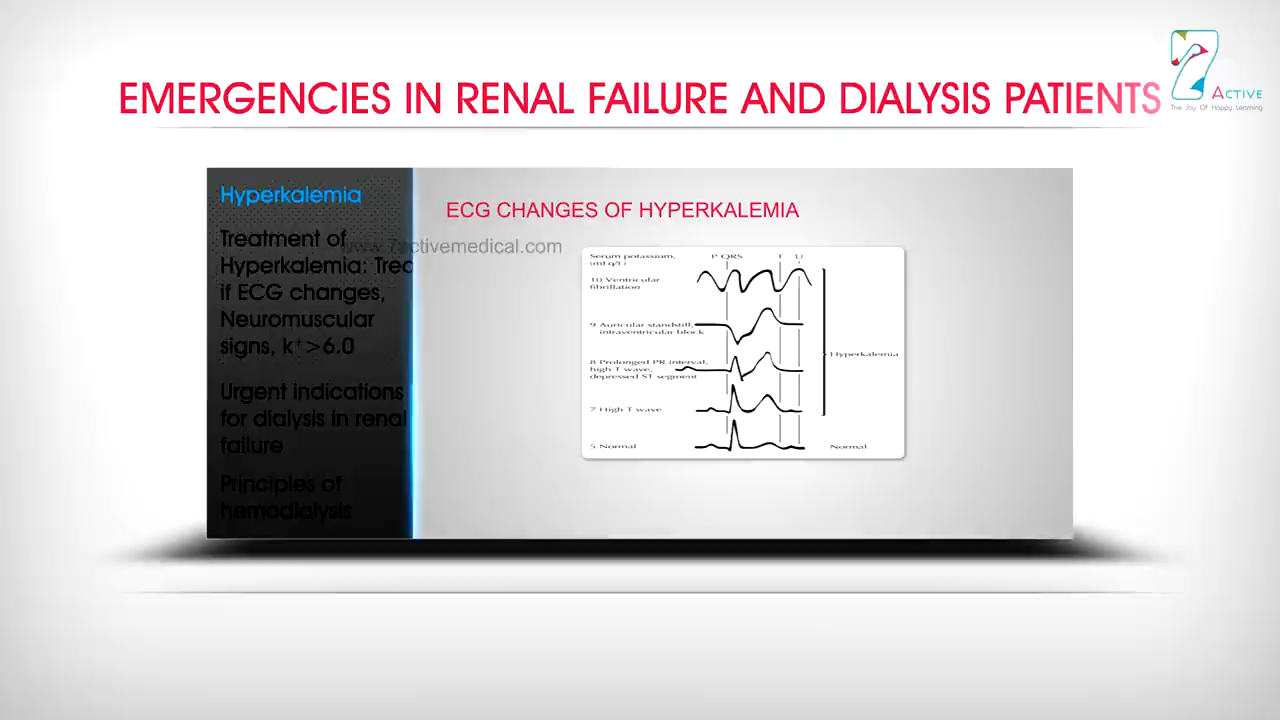 EMERGENCIES IN RENAL FAILURE AND DIALYSIS PATIENTS
7 ACTIVE
The Joy Of Happy Learning
Hyperkalemia
Treatment of
Hyperkalemia: Trea
if ECG changes,
Neuromuscular
signs, k⁺>6.0
Urgent indications
for dialysis in renal
failure
Principles of
hemodialysis
ECG CHANGES OF HYPERKALEMIA
www.7activemedical.com
Serum potassium, P QRS T U
(mEq/L)
10 Ventricular
fibrillation
9 Auricular standstill,
intraventricular block
Hyperkalemia
8 Prolonged PR interval,
high T wave,
depressed ST segment
7 High T wave
5 Normal Normal